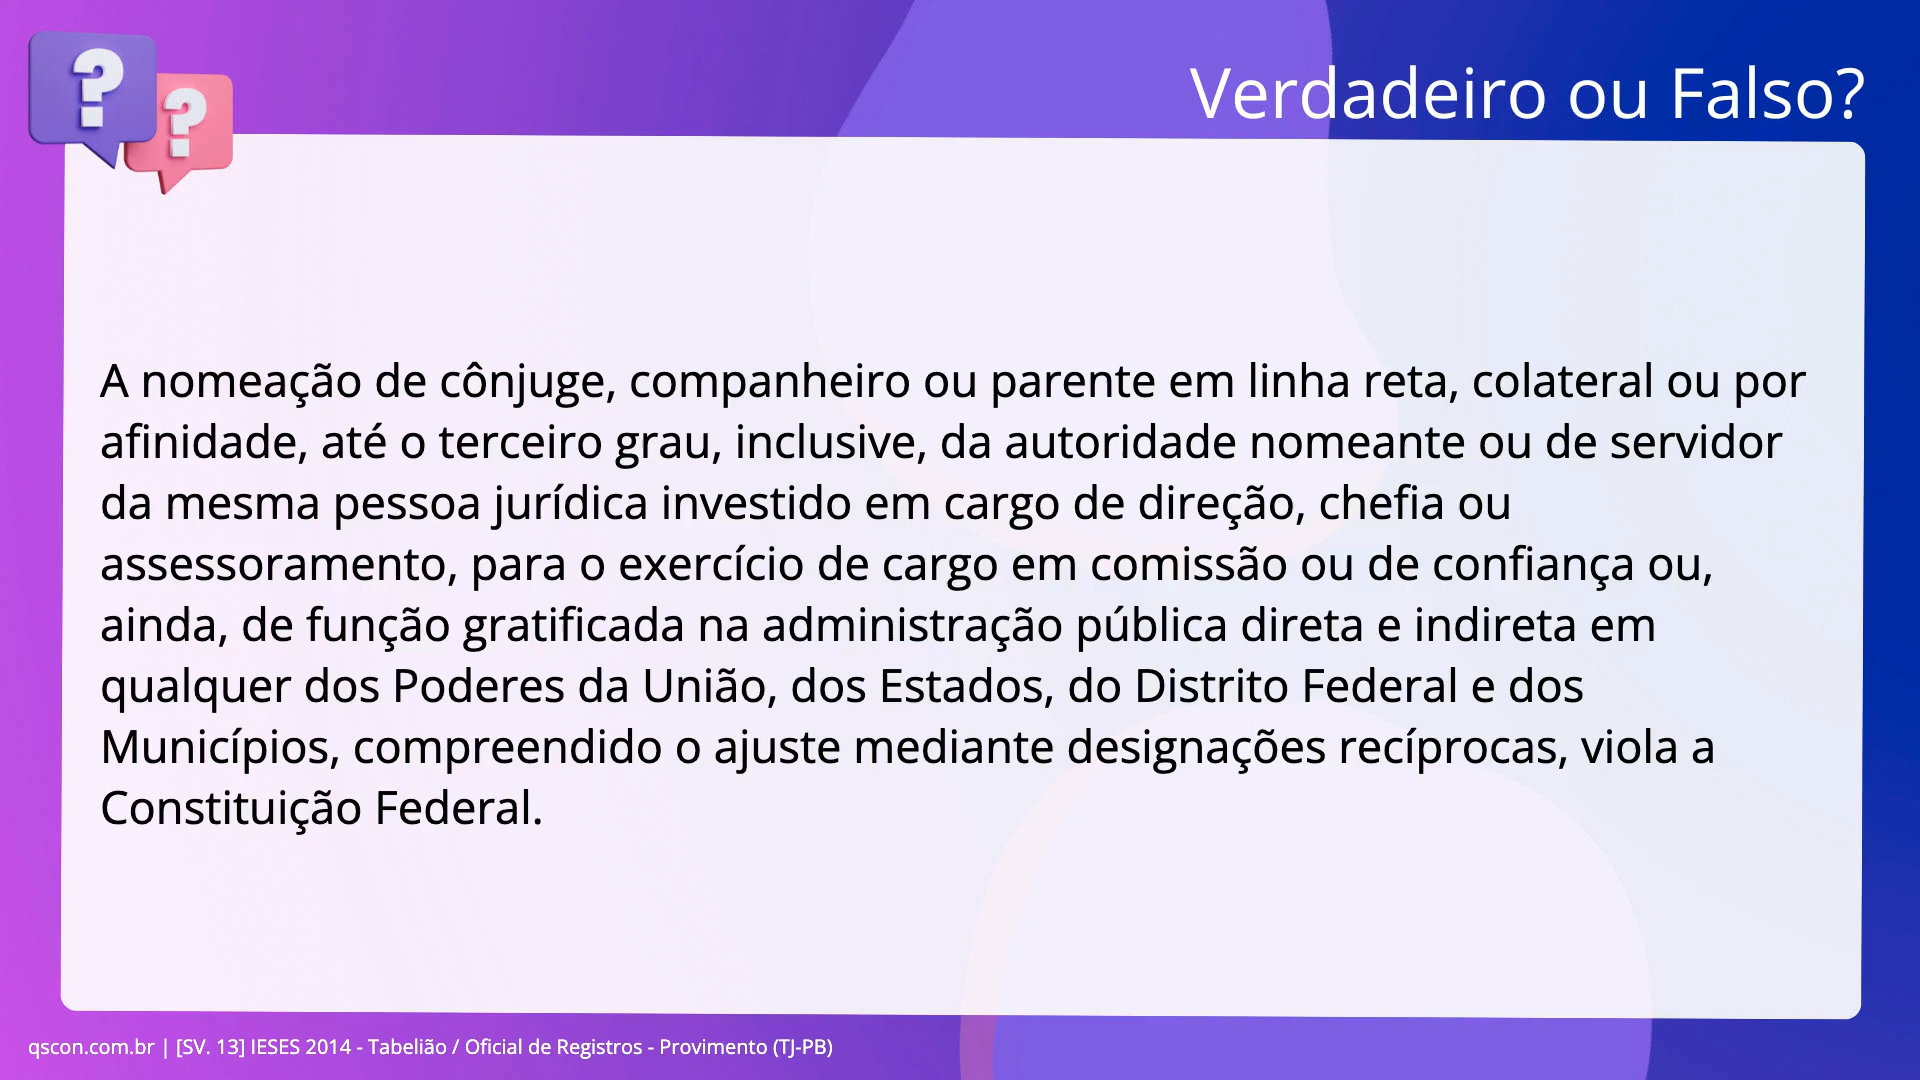 Verdadeiro ou Falso?
A nomeação de cônjuge, companheiro ou parente em linha reta, colateral ou por
afinidade, até o terceiro grau, inclusive, da autoridade nomeante ou de servidor
da mesma pessoa jurídica investido em cargo de direção, chefia ou
assessoramento, para o exercício de cargo em comissão ou de confiança ou,
ainda, de função gratificada na administração pública direta e indireta em
qualquer dos Poderes da União, dos Estados, do Distrito Federal e dos
Municípios, compreendido o ajuste mediante designações recíprocas, viola a
Constituição Federal.
qscon.com.br | [SV. 13] IESES 2014 - Tabelião / Oficial de Registros - Provimento (TJ-PB)